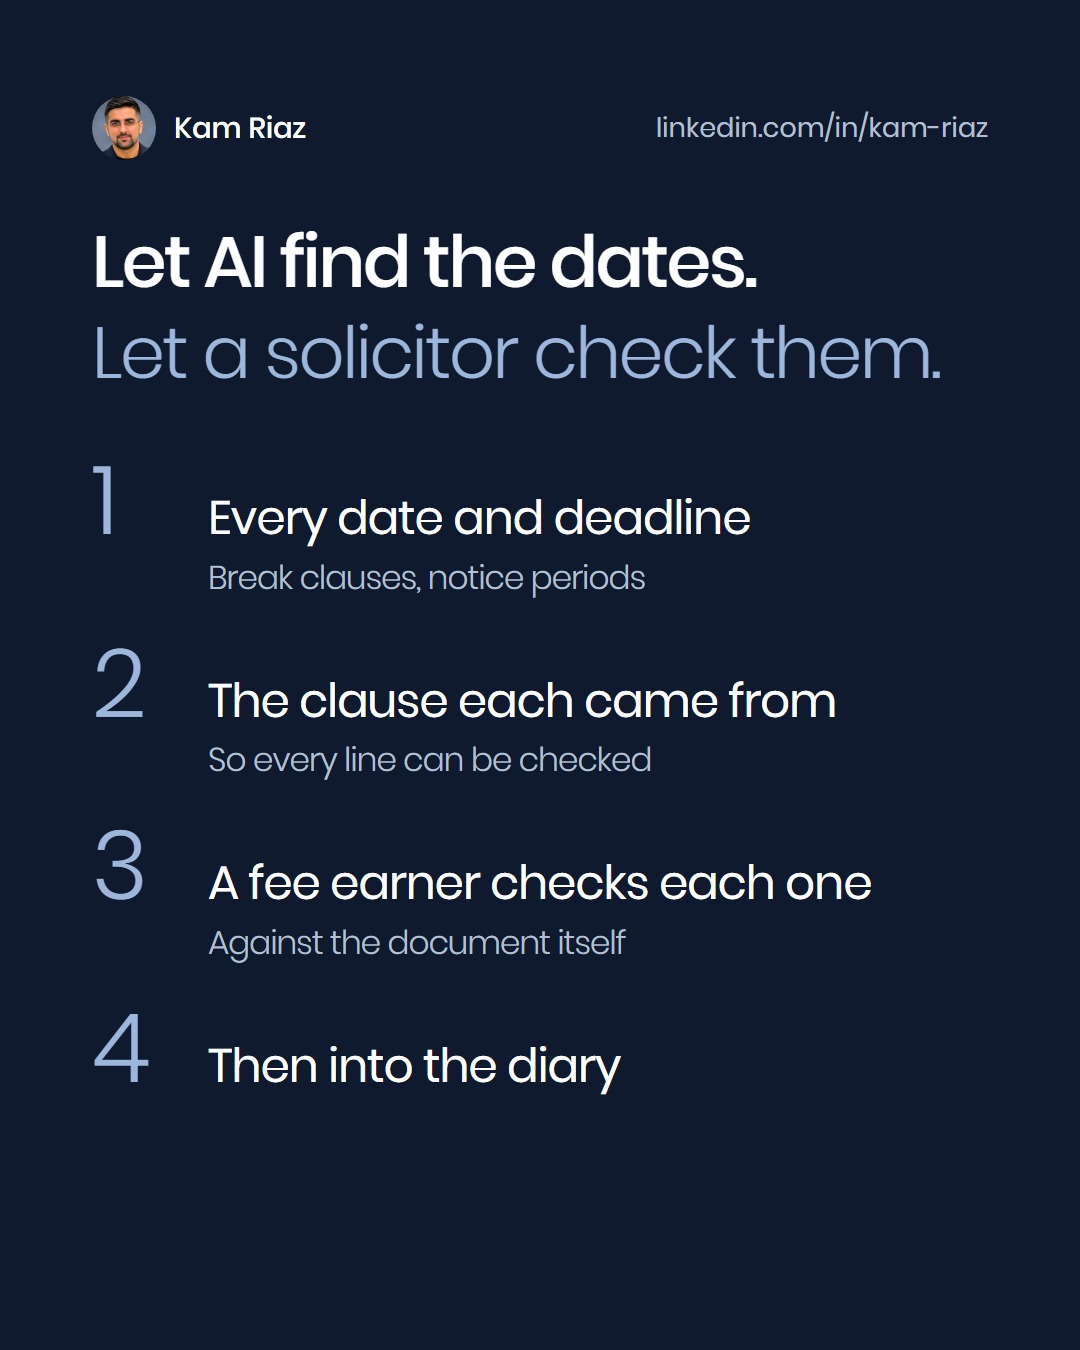 Kam Riaz
linkedin.com/in/kam-riaz
Let AI find the dates.
Let a solicitor check them.
1
Every date and deadline
Break clauses, notice periods
2
The clause each came from
So every line can be checked
3
A fee earner checks each one
Against the document itself
4
Then into the diary